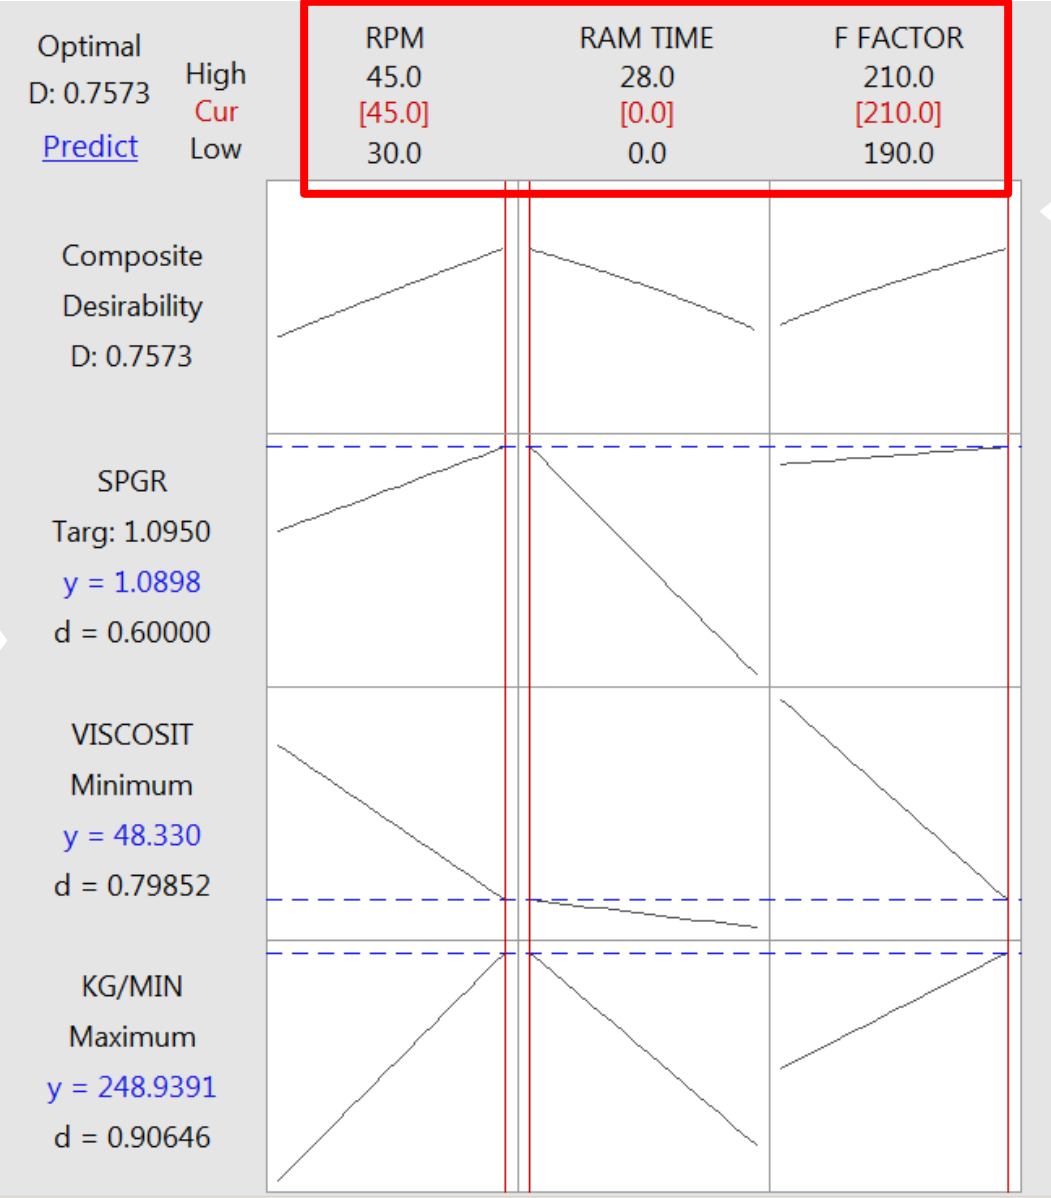 Optimal
D: 0.7573
Predict
High
Cur
Low
RPM
45.0
[45.0]
30.0
RAM TIME
28.0
[0.0]
0.0
F FACTOR
210.0
[210.0]
190.0
Composite
Desirability
D: 0.7573
SPGR
Targ: 1.0950
y = 1.0898
d = 0.60000
VISCOSIT
Minimum
y = 48.330
d = 0.79852
KG/MIN
Maximum
y = 248.9391
d = 0.90646